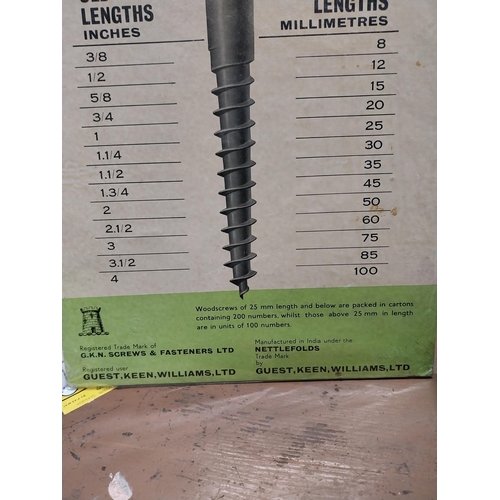 LENGTHS
INCHES
3/8
1/2
5/8
3/4
1
1.1/4
1.1/2
1.3/4
2
2.1/2
3
3.1/2
4
LENGTHS
MILLIMETRES
8
12
15
20
25
30
35
45
50
60
75
85
100
Woodscrews of 25 mm length and below are packed in cartons
containing 200 numbers, whilst those above 25 mm in length
are in units of 100 numbers.
Registered Trade Mark of
G.K.N. SCREWS & FASTENERS LTD
Registered user
GUEST,KEEN,WILLIAMS,LTD
Manufactured in India under the
NETTLEFOLDS
Trade Mark
by
GUEST,KEEN,WILLIAMS,LTD